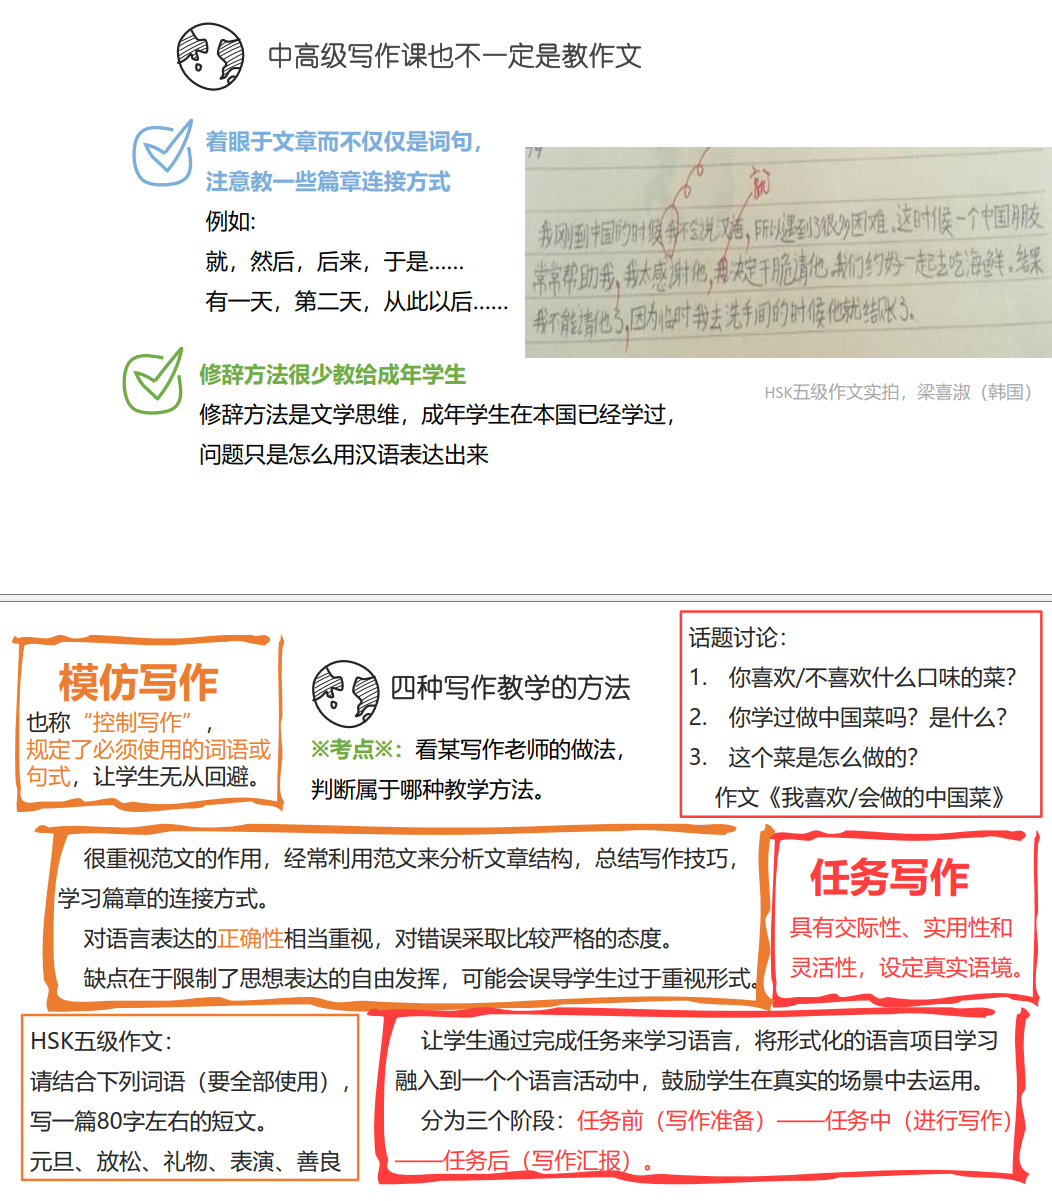 中高级写作课也不一定是教作文
着眼于文章而不仅仅是词句，
注意教一些篇章连接方式
例如：
就，然后，后来，于是……
有一天，第二天，从此以后……
就
我刚到中国的时候我不会说汉语，所以遇到了很多困难。这时候一个中国朋友
常常帮助我，我太感谢他，我决定干脆请他。我们约好一起去吃海鲜。结果
我不能请他了，因为临时我去洗手间的时候他就结账了。
HSK五级作文实拍，梁喜淑（韩国）
修辞方法很少教给成年学生
修辞方法是文学思维，成年学生在本国已经学过，
问题只是怎么用汉语表达出来
模仿写作
也称“控制写作”，
规定了必须使用的词语或
句式，让学生无从回避。
四种写作教学的方法
※考点※：看某写作老师的做法，
判断属于哪种教学方法。
话题讨论：
1. 你喜欢/不喜欢什么口味的菜？
2. 你学过做中国菜吗？是什么？
3. 这个菜是怎么做的？
作文《我喜欢/会做的中国菜》
很重视范文的作用，经常利用范文来分析文章结构，总结写作技巧，
学习篇章的连接方式。
对语言表达的正确性相当重视，对错误采取比较严格的态度。
缺点在于限制了思想表达的自由发挥，可能会误导学生过于重视形式。
任务写作
具有交际性、实用性和
灵活性，设定真实语境。
HSK五级作文：
请结合下列词语（要全部使用），
写一篇80字左右的短文。
元旦、放松、礼物、表演、善良
让学生通过完成任务来学习语言，将形式化的语言项目学习
融入到一个个语言活动中，鼓励学生在真实的场景中去运用。
分为三个阶段：任务前（写作准备）——任务中（进行写作）
——任务后（写作汇报）。